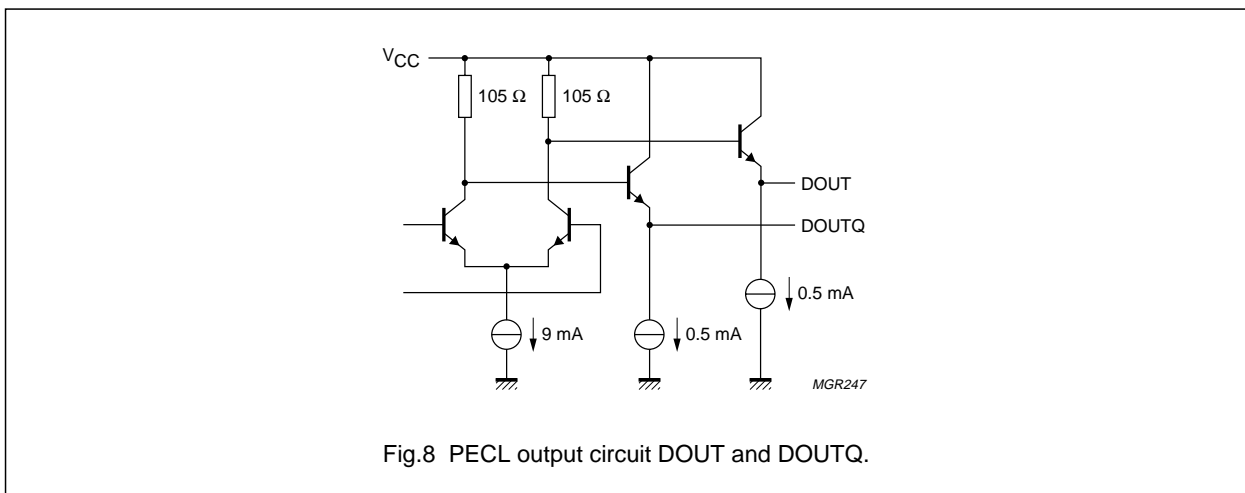 VCC
105 Ω 105 Ω
DOUT
DOUTQ
0.5 mA
9 mA 0.5 mA
MGR247
Fig.8 PECL output circuit DOUT and DOUTQ.